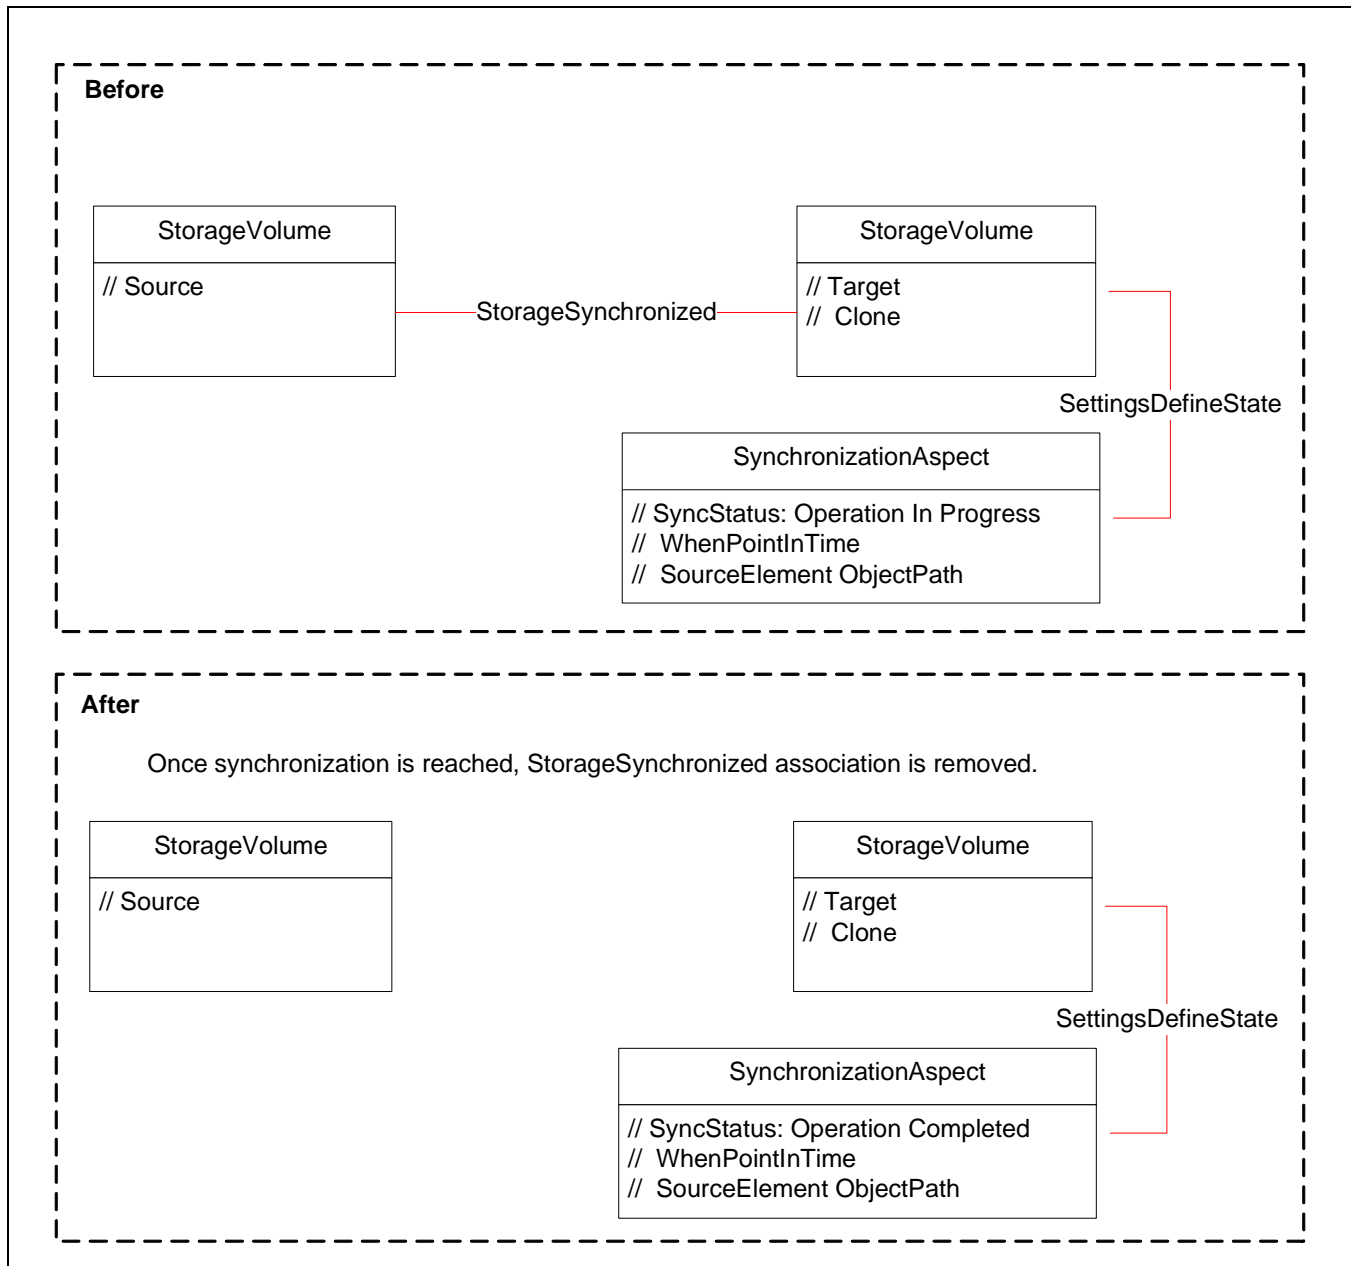 Before
StorageVolume
// Source
StorageSynchronized
StorageVolume
// Target
// Clone
SettingsDefineState
SynchronizationAspect
// SyncStatus: Operation In Progress
// WhenPointInTime
// SourceElement ObjectPath
After
Once synchronization is reached, StorageSynchronized association is removed.
StorageVolume
// Source
StorageVolume
// Target
// Clone
SettingsDefineState
SynchronizationAspect
// SyncStatus: Operation Completed
// WhenPointInTime
// SourceElement ObjectPath